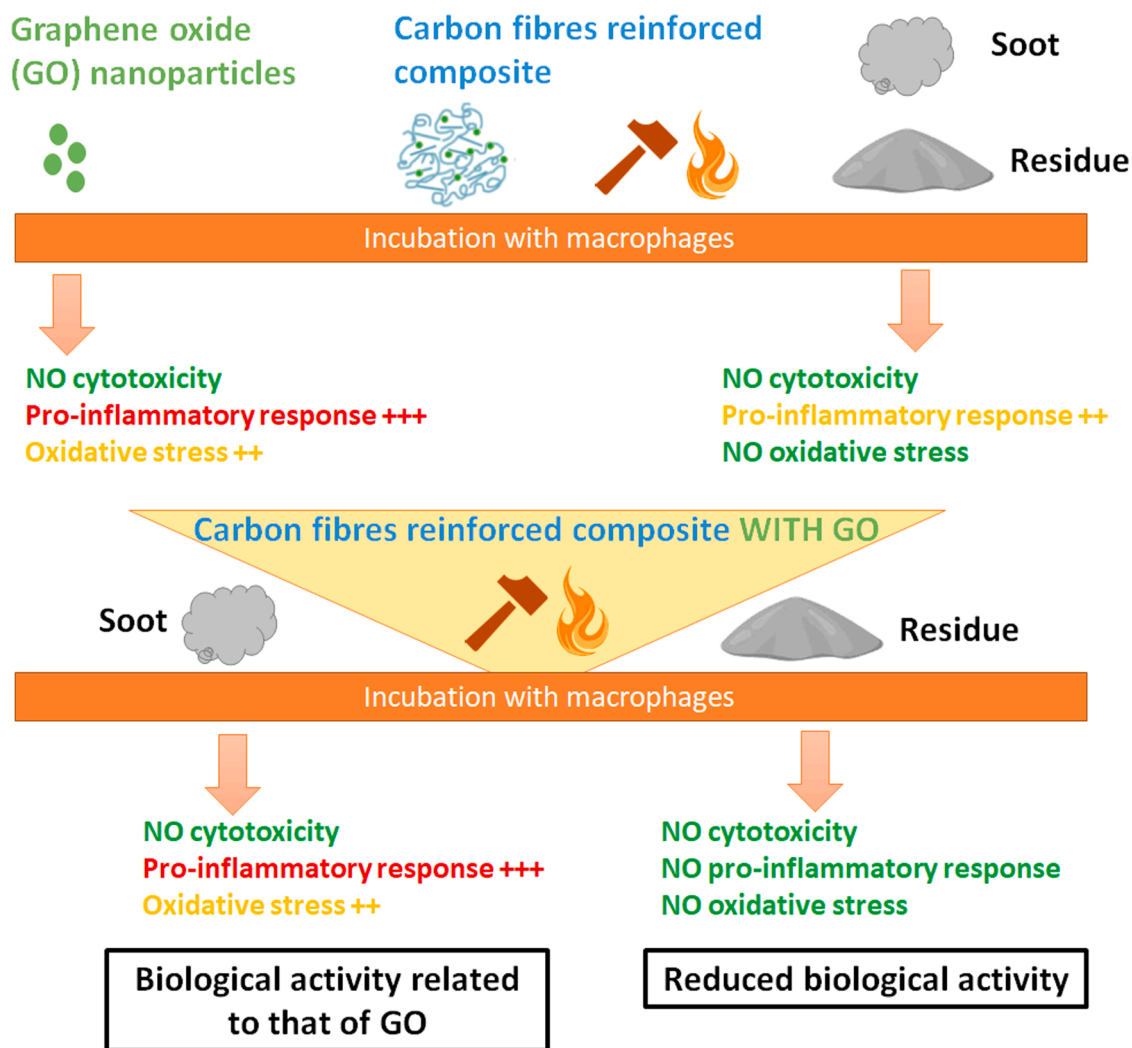 Graphene oxide
(GO) nanoparticles
Carbon fibres reinforced
composite
Soot
Residue
Incubation with macrophages
NO cytotoxicity
Pro-inflammatory response +++
Oxidative stress ++
NO cytotoxicity
Pro-inflammatory response ++
NO oxidative stress
Carbon fibres reinforced composite WITH GO
Soot
Residue
Incubation with macrophages
NO cytotoxicity
Pro-inflammatory response +++
Oxidative stress ++
NO cytotoxicity
NO pro-inflammatory response
NO oxidative stress
Biological activity related
to that of GO
Reduced biological activity